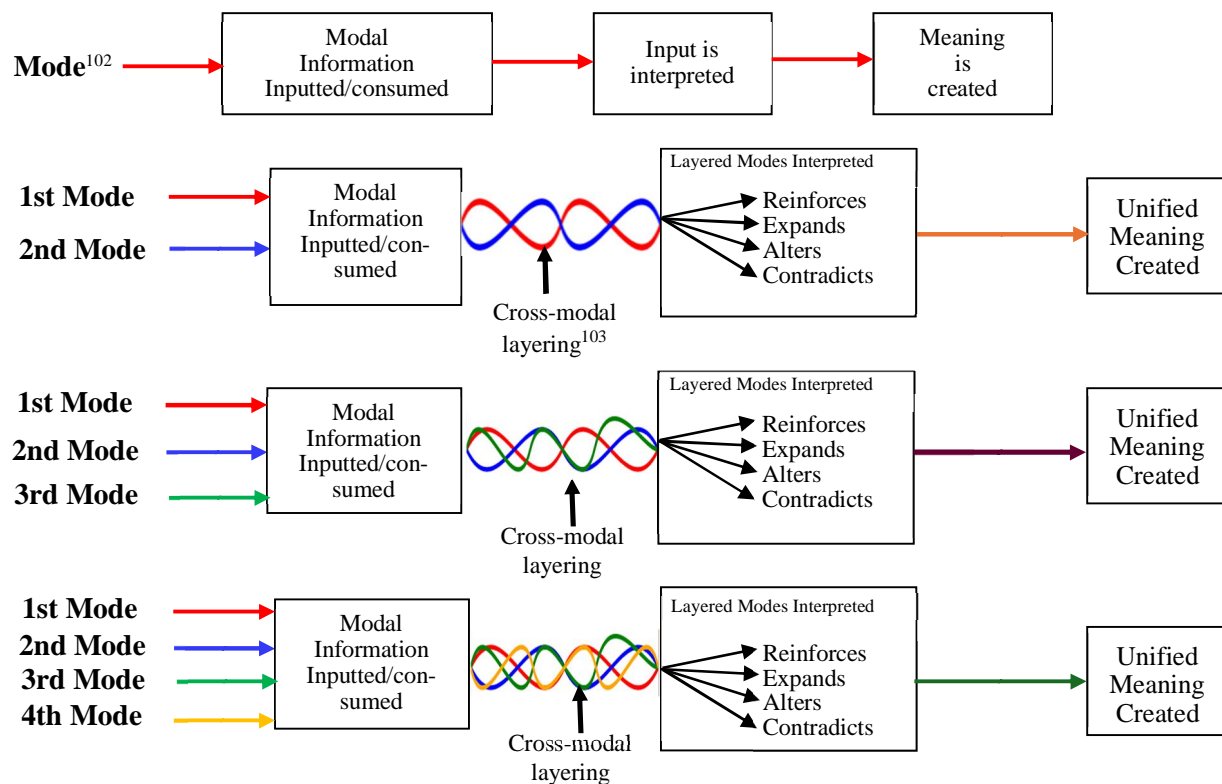 Mode102
Modal
Information
Inputted/consumed
Input is
interpreted
Meaning
is
created
1st Mode
2nd Mode
Modal
Information
Inputted/con-
sumed
Cross-modal
layering103
Layered Modes Interpreted
Reinforces
Expands
Alters
Contradicts
Unified
Meaning
Created
1st Mode
2nd Mode
3rd Mode
Modal
Information
Inputted/con-
sumed
Cross-modal
layering
Layered Modes Interpreted
Reinforces
Expands
Alters
Contradicts
Unified
Meaning
Created
1st Mode
2nd Mode
3rd Mode
4th Mode
Modal
Information
Inputted/con-
sumed
Cross-modal
layering
Layered Modes Interpreted
Reinforces
Expands
Alters
Contradicts
Unified
Meaning
Created